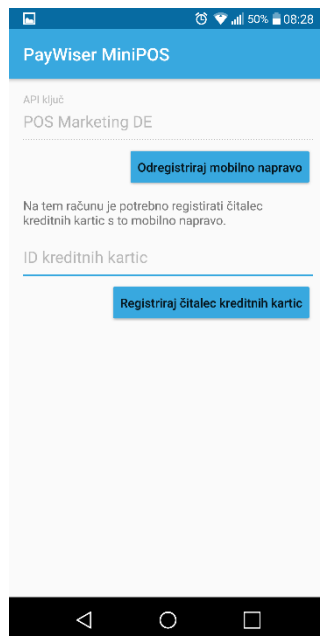 50% 08:28
PayWiser MiniPOS
API ključ
POS Marketing DE
Odregistriraj mobilno napravo
Na tem računu je potrebno registirati čitalec
kreditnih kartic s to mobilno napravo.
ID kreditnih kartic
Registriraj čitalec kreditnih kartic